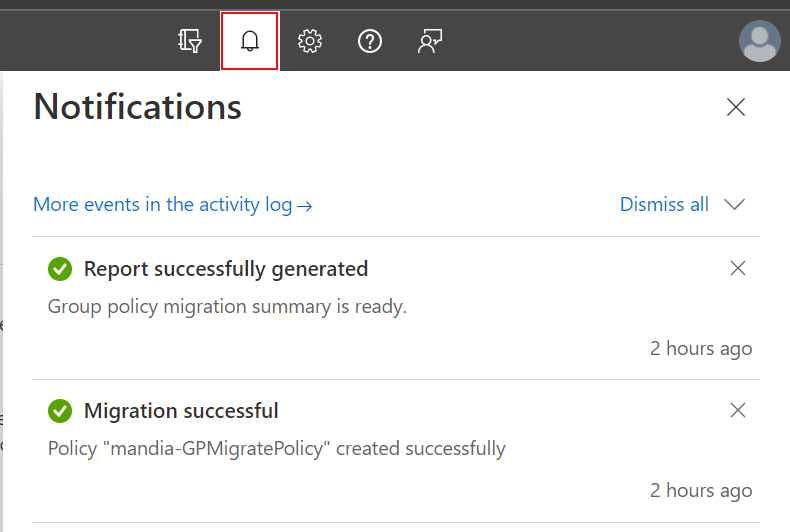 Notifications
More events in the activity log→
Dismiss all
Report successfully generated
Group policy migration summary is ready.
2 hours ago
Migration successful
Policy "mandia-GPMigratePolicy" created successfully
2 hours ago